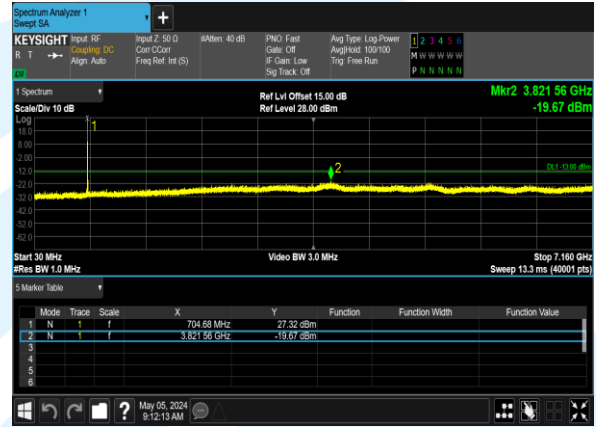 Spectrum Analyzer 1
Swept SA
KEYSIGHT Input: RF Input Z: 50 Ω #Atten: 40 dB PNO: Fast Avg Type: Log-Power 1 2 3 4 5 6
R T Coupling: DC Corr CCorr Gate: Off Avg|Hold: 100/100 M W W W W W
Align: Auto Freq Ref: Int (S) IF Gain: Low Trig: Free Run
Sig Track: Off P N N N N N
LXI
1 Spectrum Ref Lvl Offset 15.00 dB Mkr2 3.821 56 GHz
Scale/Div 10 dB Ref Level 28.00 dBm -19.67 dBm
Log
1
18.0
8.00
-2.00
-12.0 2 DL1 -13.00 dBm
-22.0
-32.0
-42.0
-52.0
-62.0
Start 30 MHz Video BW 3.0 MHz Stop 7.160 GHz
#Res BW 1.0 MHz Sweep 13.3 ms (40001 pts)
5 Marker Table
Mode Trace Scale X Y Function Function Width Function Value
1 N 1 f 704.68 MHz 27.32 dBm
2 N 1 f 3.821 56 GHz -19.67 dBm
3
4
5
6
? May 05, 2024
9:12:13 AM